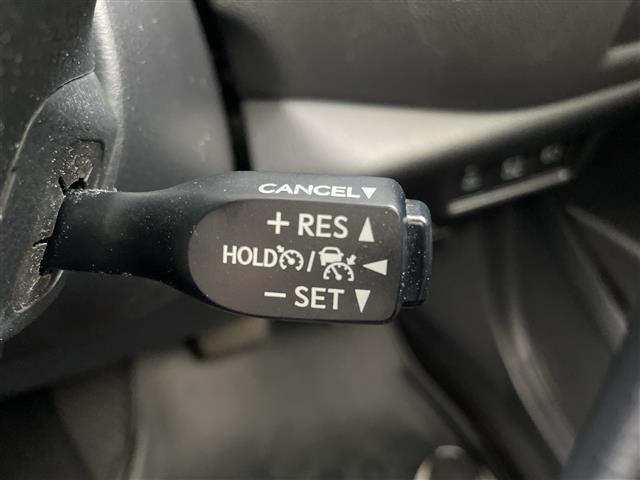 CANCEL▼
+ RES ▲
HOLD / ◀
− SET ▼